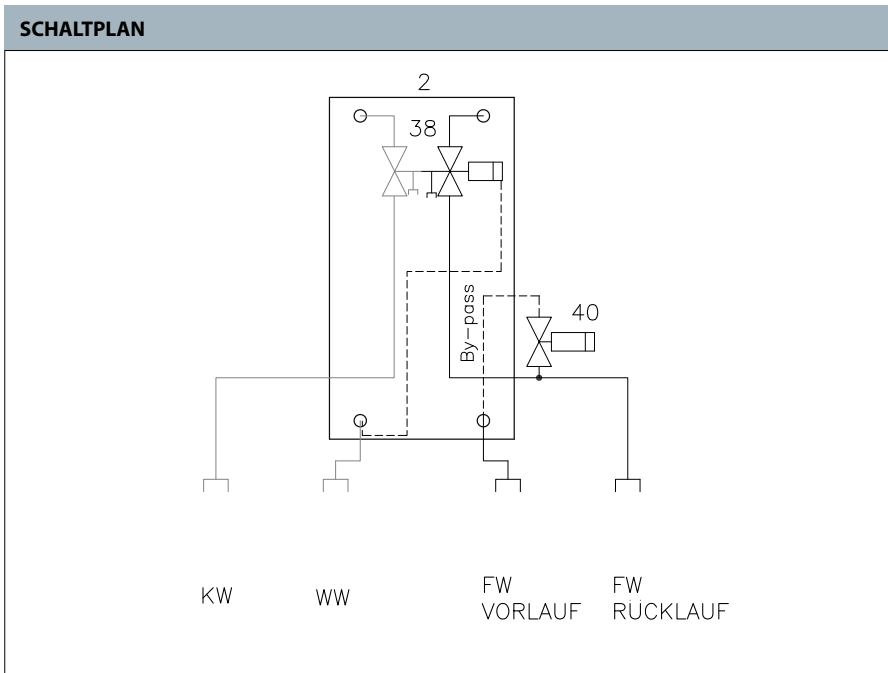 SCHALTPLAN
2
38
By-pass
40
KW
WW
FW
VORLAUF
FW
RÜCKLAUF